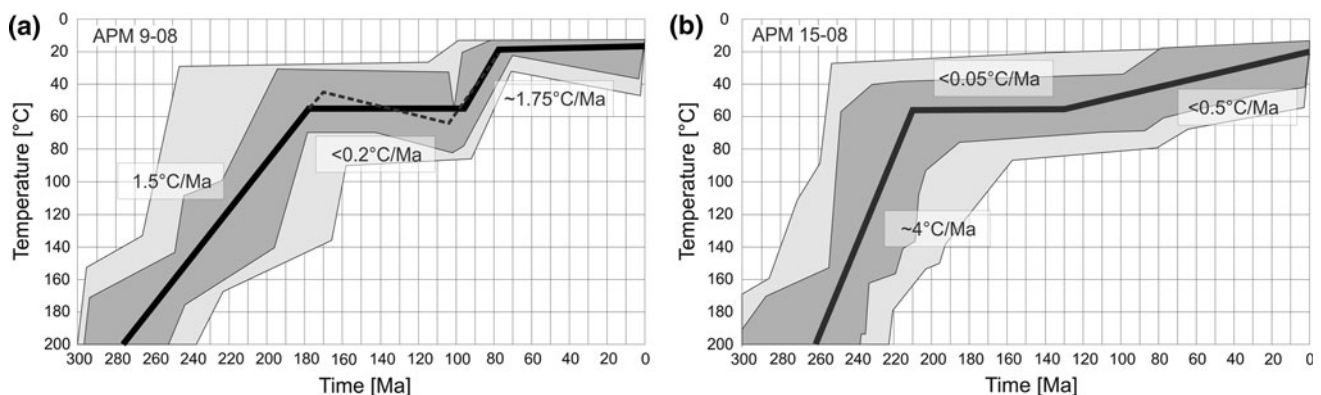 (a)
APM 9-08
0
20
40
60
80
100
120
140
160
180
200
Temperature [°C]
1.5°C/Ma
<0.2°C/Ma
~1.75°C/Ma
300 280 260 240 220 200 180 160 140 120 100 80 60 40 20 0
Time [Ma]
(b)
APM 15-08
0
20
40
60
80
100
120
140
160
180
200
Temperature [°C]
<0.05°C/Ma
<0.5°C/Ma
~4°C/Ma
300 280 260 240 220 200 180 160 140 120 100 80 60 40 20 0
Time [Ma]